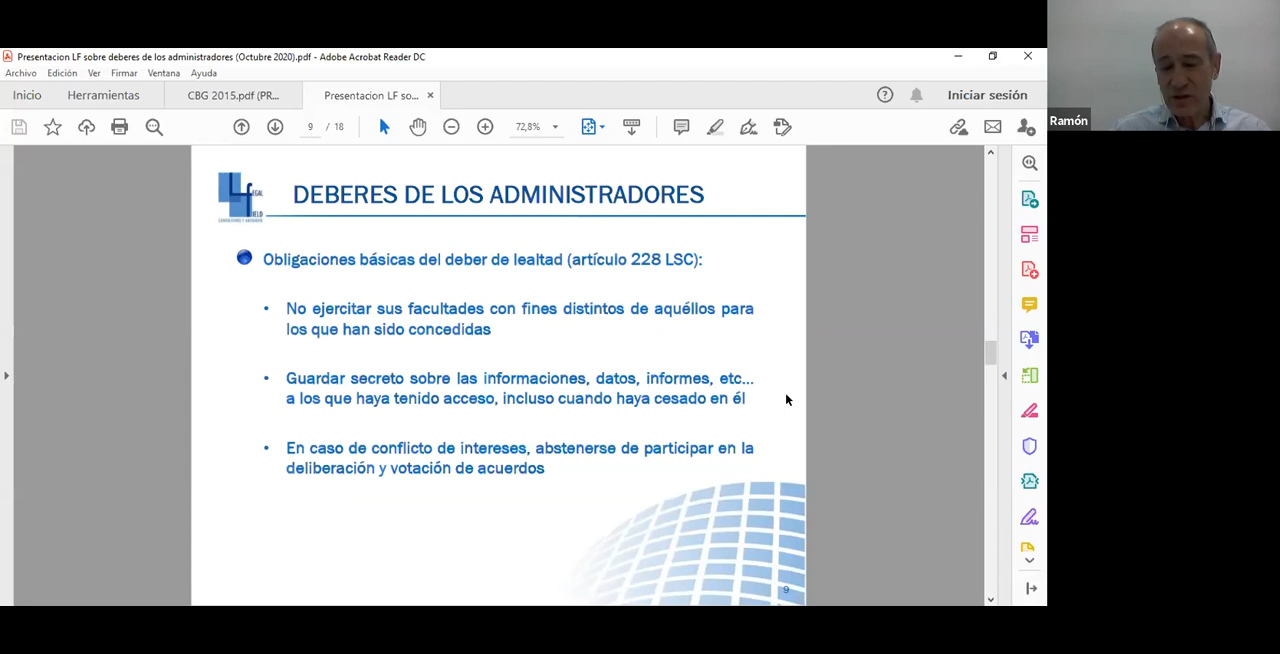 Presentacion LF sobre deberes de los administradores (Octubre 2020).pdf - Adobe Acrobat Reader DC
Archivo Edición Ver Firmar Ventana Ayuda
Inicio Herramientas CBG 2015.pdf (PR... Presentacion LF so... Iniciar sesión
9 / 18 72,8%
Ramón
LF EGAL
IELD
DEBERES DE LOS ADMINISTRADORES
Obligaciones básicas del deber de lealtad (artículo 228 LSC):
• No ejercitar sus facultades con fines distintos de aquéllos para
los que han sido concedidas
• Guardar secreto sobre las informaciones, datos, informes, etc...
a los que haya tenido acceso, incluso cuando haya cesado en él
• En caso de conflicto de intereses, abstenerse de participar en la
deliberación y votación de acuerdos
9